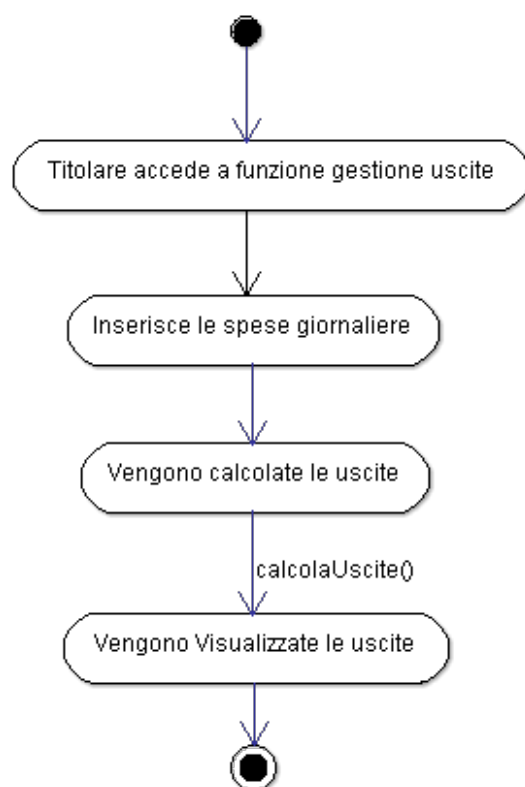 Titolare accede a funzione gestione uscite
Inserisce le spese giornaliere
Vengono calcolate le uscite
calcolaUscite()
Vengono Visualizzate le uscite